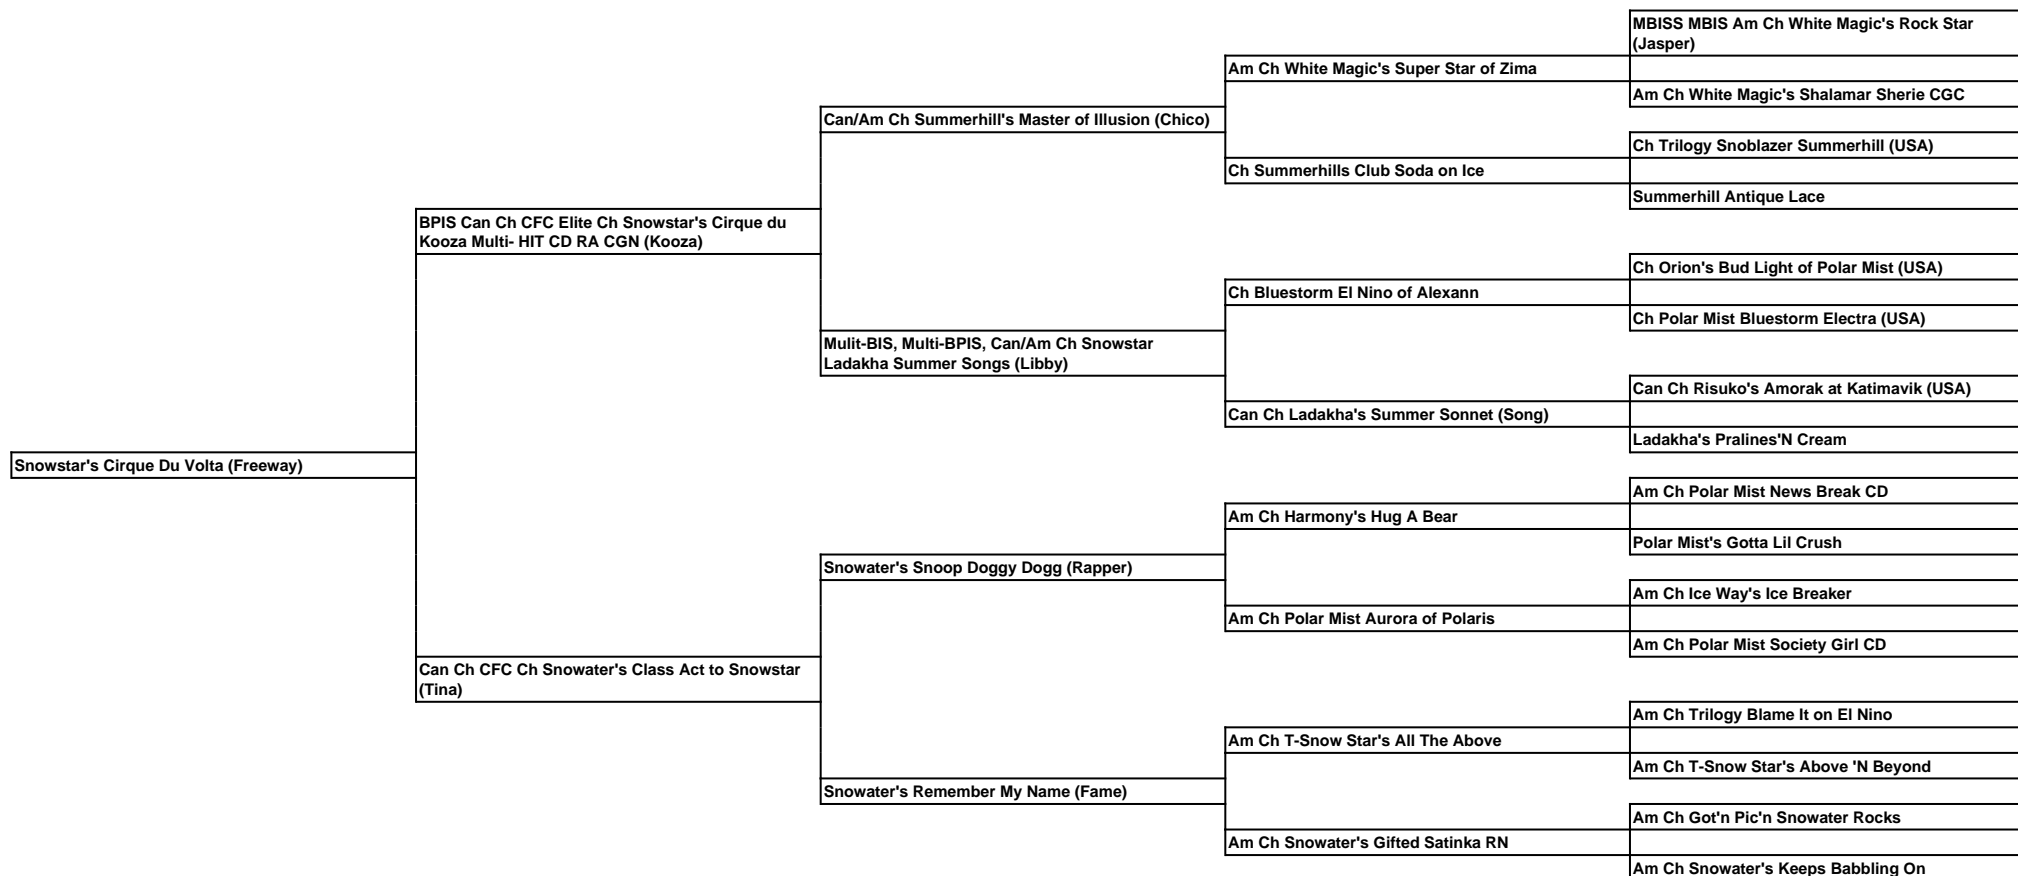 MBISS MBIS Am Ch White Magic's Rock Star
(Jasper)
Am Ch White Magic's Super Star of Zima
Am Ch White Magic's Shalamar Sherie CGC
Can/Am Ch Summerhill's Master of Illusion (Chico)
Ch Trilogy Snoblazer Summerhill (USA)
Ch Summerhills Club Soda on Ice
Summerhill Antique Lace
BPIS Can Ch CFC Elite Ch Snowstar's Cirque du
Kooza Multi- HIT CD RA CGN (Kooza)
Ch Orion's Bud Light of Polar Mist (USA)
Ch Bluestorm El Nino of Alexann
Ch Polar Mist Bluestorm Electra (USA)
Mulit-BIS, Multi-BPIS, Can/Am Ch Snowstar
Ladakha Summer Songs (Libby)
Can Ch Risuko's Amorak at Katimavik (USA)
Can Ch Ladakha's Summer Sonnet (Song)
Ladakha's Pralines'N Cream
Snowstar's Cirque Du Volta (Freeway)
Am Ch Polar Mist News Break CD
Am Ch Harmony's Hug A Bear
Polar Mist's Gotta Lil Crush
Snowater's Snoop Doggy Dogg (Rapper)
Am Ch Ice Way's Ice Breaker
Am Ch Polar Mist Aurora of Polaris
Am Ch Polar Mist Society Girl CD
Can Ch CFC Ch Snowater's Class Act to Snowstar
(Tina)
Am Ch Trilogy Blame It on El Nino
Am Ch T-Snow Star's All The Above
Am Ch T-Snow Star's Above 'N Beyond
Snowater's Remember My Name (Fame)
Am Ch Got'n Pic'n Snowater Rocks
Am Ch Snowater's Gifted Satinka RN
Am Ch Snowater's Keeps Babbling On